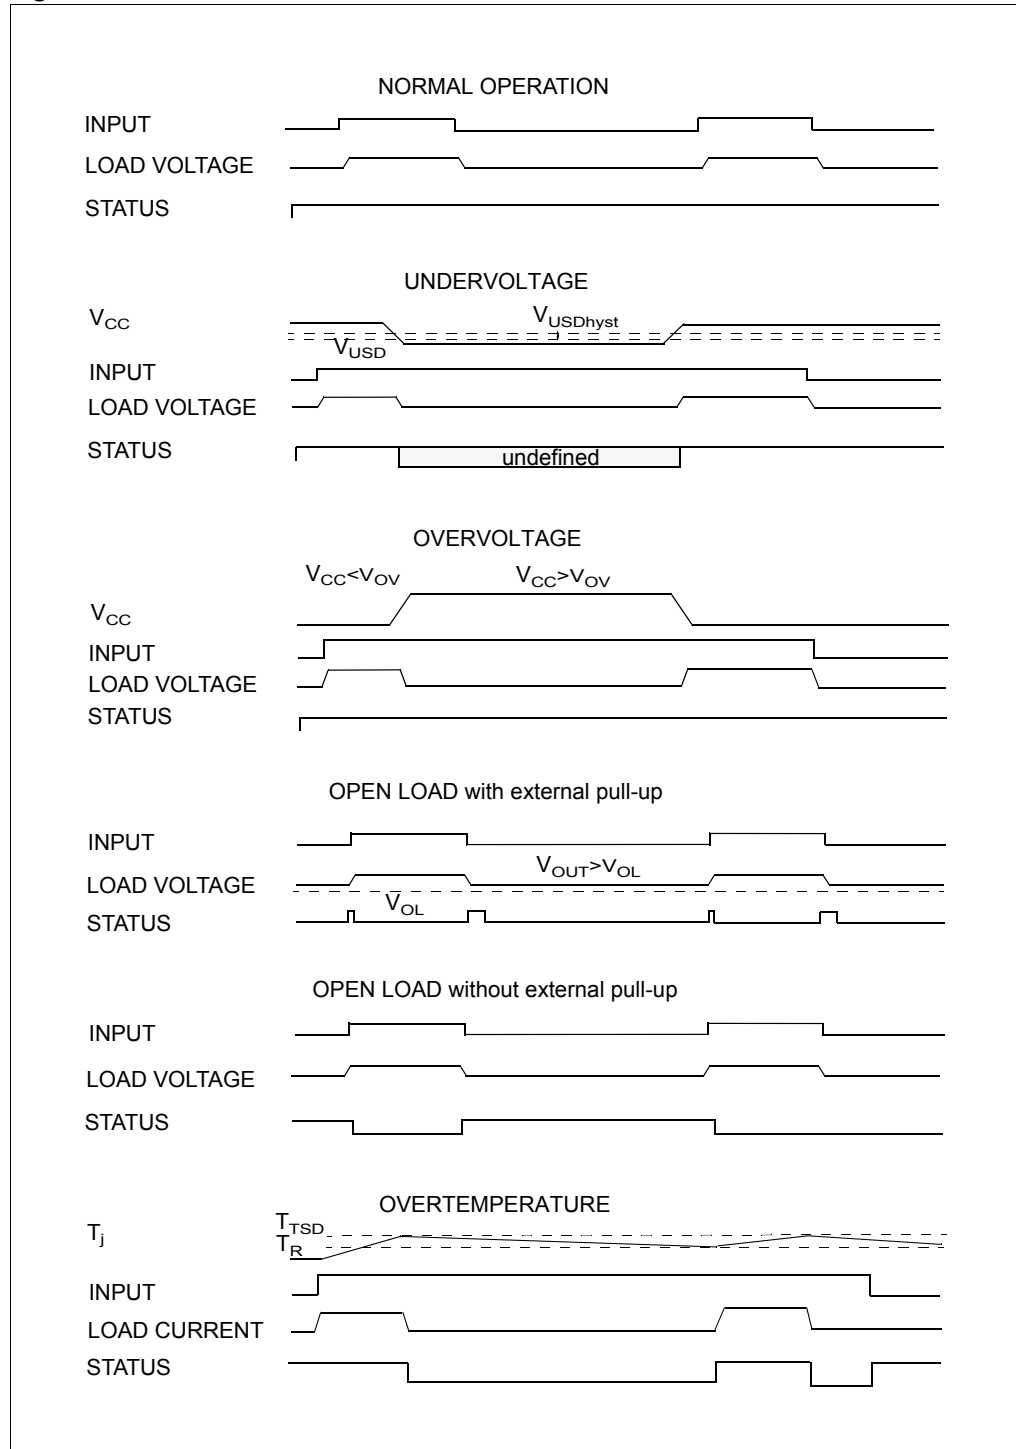 NORMAL OPERATION
INPUT
LOAD VOLTAGE
STATUS
UNDERVOLTAGE
VCC
VUSDhyst
VUSD
INPUT
LOAD VOLTAGE
STATUS
undefined
OVERVOLTAGE
VCC<VOV
VCC>VOV
VCC
INPUT
LOAD VOLTAGE
STATUS
OPEN LOAD with external pull-up
INPUT
VOUT>VOL
LOAD VOLTAGE
VOL
STATUS
OPEN LOAD without external pull-up
INPUT
LOAD VOLTAGE
STATUS
OVERTEMPERATURE
Tj
TTSD
TR
INPUT
LOAD CURRENT
STATUS